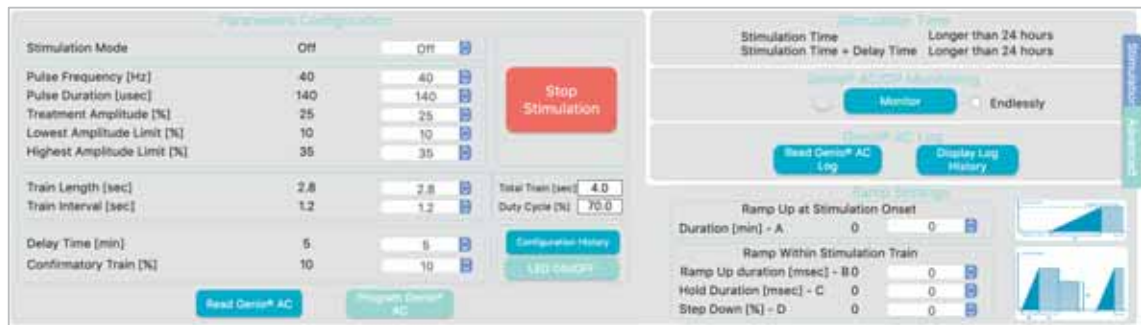 Parameters Configuration
Stimulation Mode Off Off
Pulse Frequency [Hz] 40 40
Pulse Duration [usec] 140 140
Treatment Amplitude [%] 25 25
Lowest Amplitude Limit [%] 10 10
Highest Amplitude Limit [%] 35 35
Stop
Stimulation
Train Length [sec] 2.8 2.8
Train Interval [sec] 1.2 1.2
Total Train [sec] 4.0
Duty Cycle [%] 70.0
Delay Time [min] 5 5
Confirmatory Train [%] 10 10
Configuration History
LED ON/OFF
Read Genio® AC
Program Genio®
AC
Stimulation Time
Stimulation Time Longer than 24 hours
Stimulation Time + Delay Time Longer than 24 hours
Monitor
Endlessly
Genio® AC Log
Read Genio® AC
Log
Display Log
History
Ramp Settings
Ramp Up at Stimulation Onset
Duration [min] - A 0 0
Ramp Within Stimulation Train
Ramp Up duration [msec] - B 0 0
Hold Duration [msec] - C 0 0
Step Down [%] - D 0 0
Stimulation
Advanced